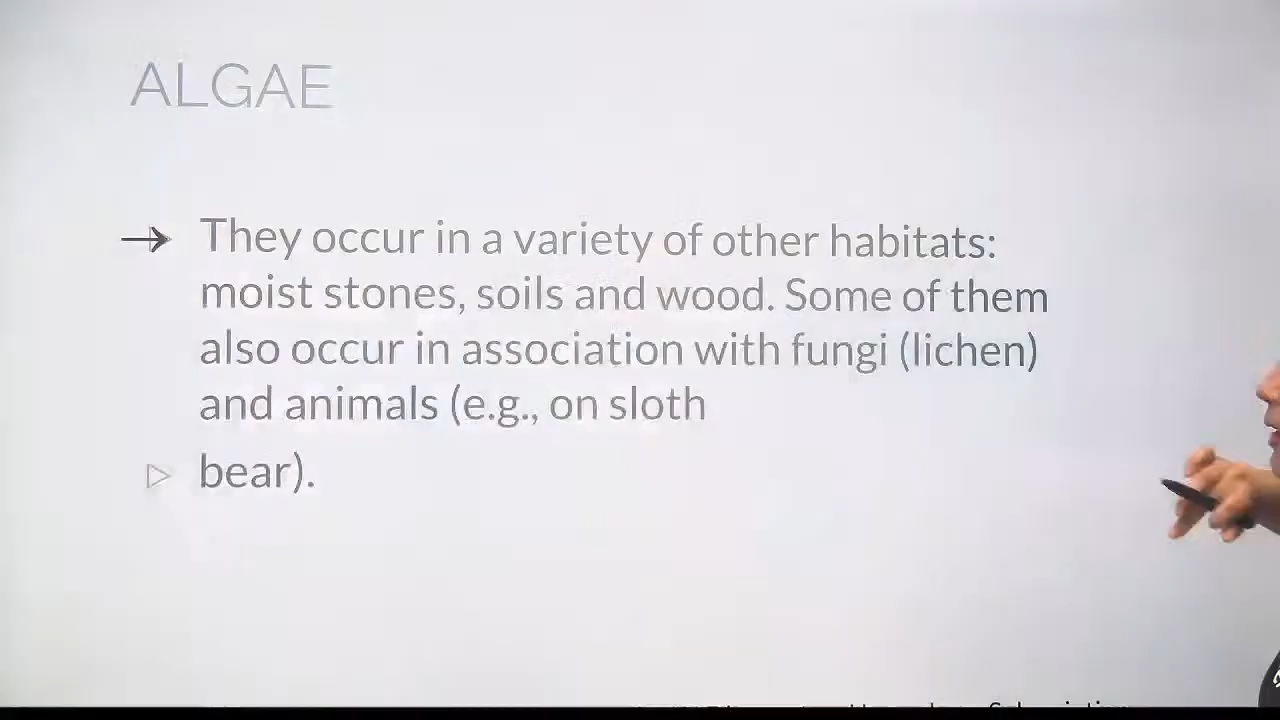 ALGAE
→ They occur in a variety of other habitats:
moist stones, soils and wood. Some of them
also occur in association with fungi (lichen)
and animals (e.g., on sloth
bear).